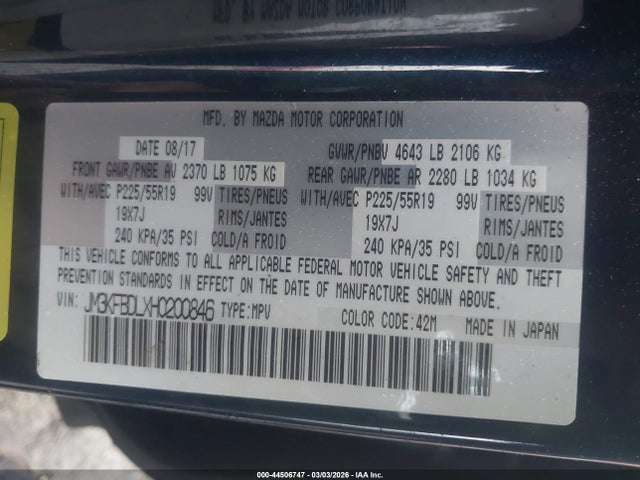 MFD. BY MAZDA MOTOR CORPORATION
DATE 08/17 GVWR/PNBV 4643 LB 2106 KG
FRONT GAWR/PNBE AV 2370 LB 1075 KG REAR GAWR/PNBE AR 2280 LB 1034 KG
WITH/AVEC P225/55R19 99V TIRES/PNEUS WITH/AVEC P225/55R19 99V TIRES/PNEUS
19X7J RIMS/JANTES 19X7J RIMS/JANTES
240 KPA/35 PSI COLD/A FROID 240 KPA/35 PSI COLD/A FROID
THIS VEHICLE CONFORMS TO ALL APPLICABLE FEDERAL MOTOR VEHICLE SAFETY AND THEFT
PREVENTION STANDARDS IN EFFECT ON THE DATE OF MANUFACTURE SHOWN ABOVE.
VIN: JM3KFBDLXH0200846 TYPE:MPV COLOR CODE:42M MADE IN JAPAN
000-44506747 - 03/03/2026 - IAA Inc.